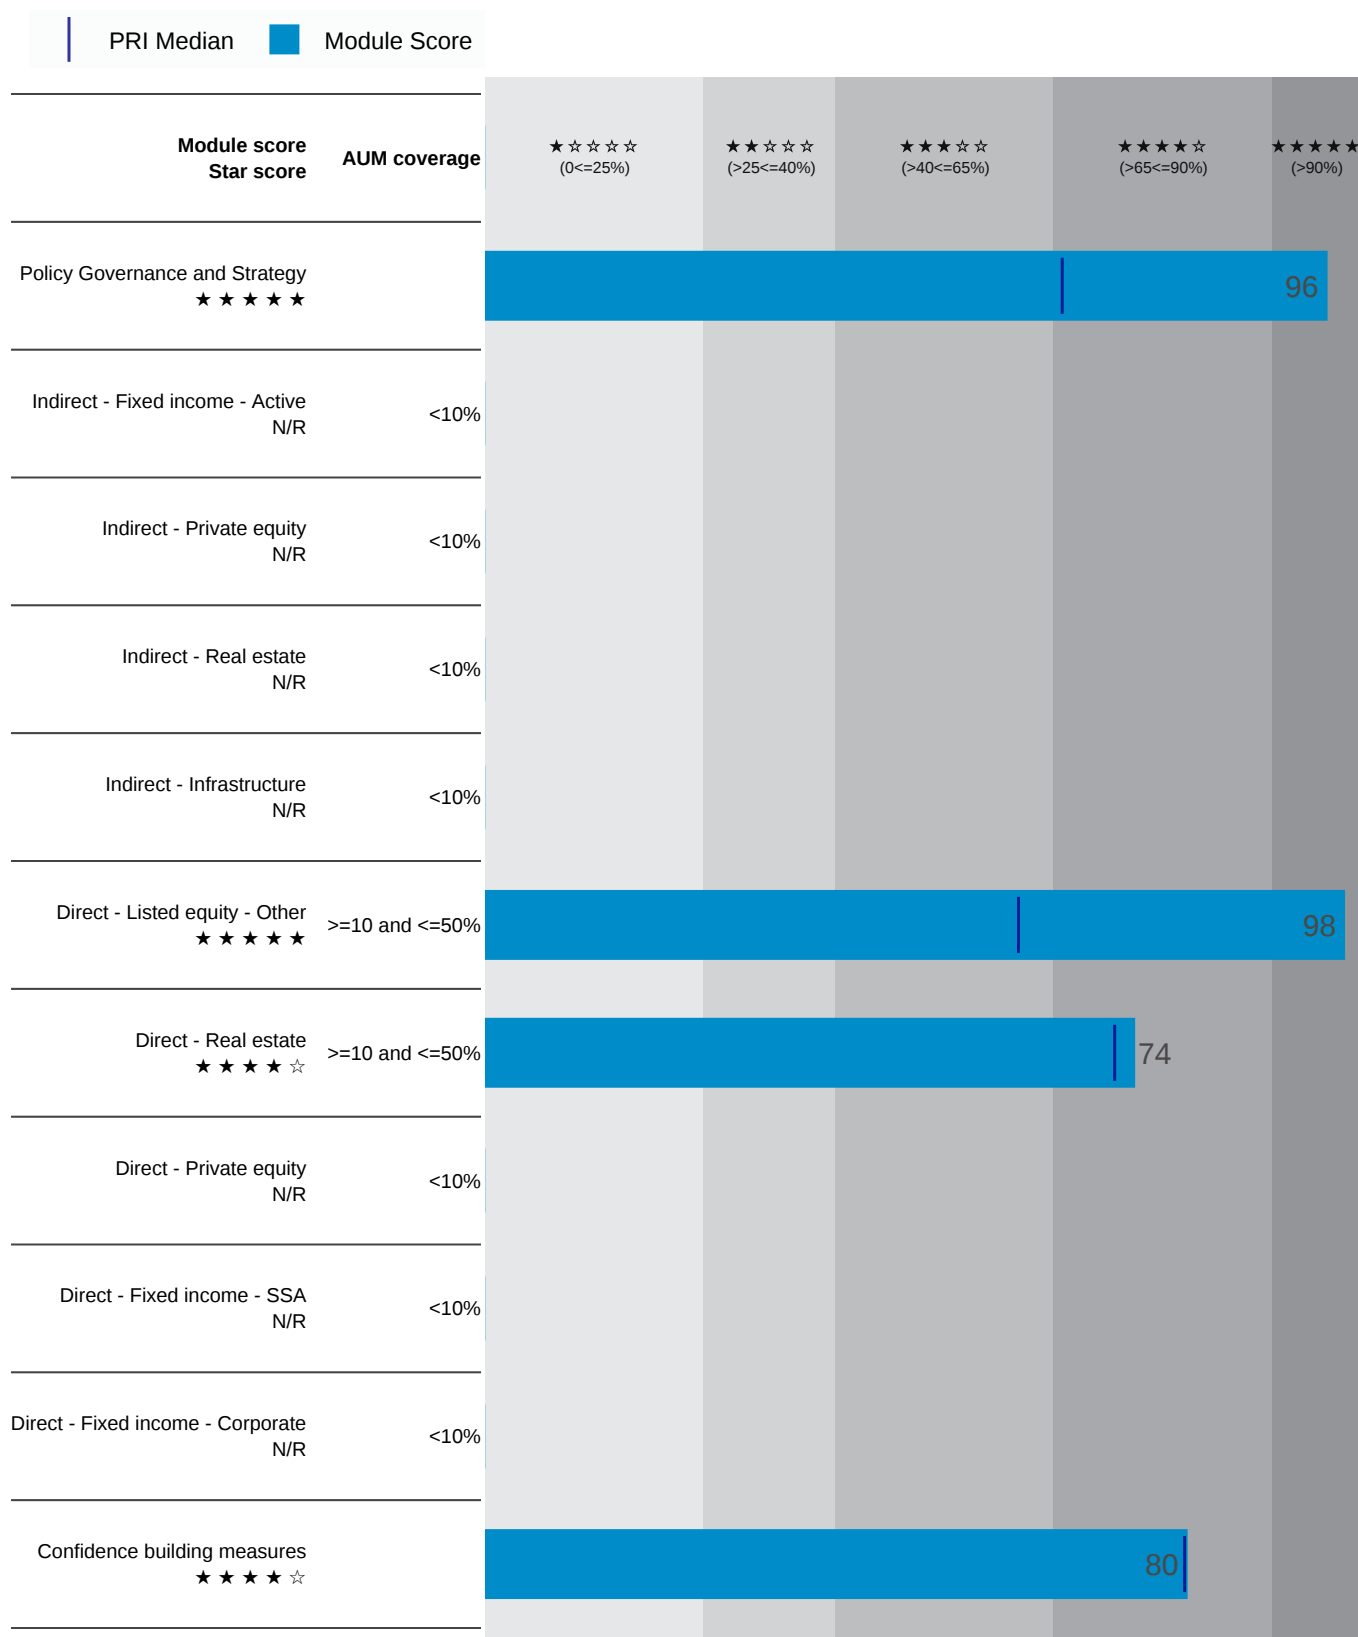 PRI Median Module Score
Module score
Star score
AUM coverage
★☆☆☆☆
(0<=25%)
★★☆☆☆
(>25<=40%)
★★★☆☆
(>40<=65%)
★★★★☆
(>65<=90%)
★★★★★
(>90%)
Policy Governance and Strategy
★★★★★
96
Indirect - Fixed income - Active
N/R
<10%
Indirect - Private equity
N/R
<10%
Indirect - Real estate
N/R
<10%
Indirect - Infrastructure
N/R
<10%
Direct - Listed equity - Other
★★★★★
>=10 and <=50%
98
Direct - Real estate
★★★★☆
>=10 and <=50%
74
Direct - Private equity
N/R
<10%
Direct - Fixed income - SSA
N/R
<10%
Direct - Fixed income - Corporate
N/R
<10%
Confidence building measures
★★★★☆
80